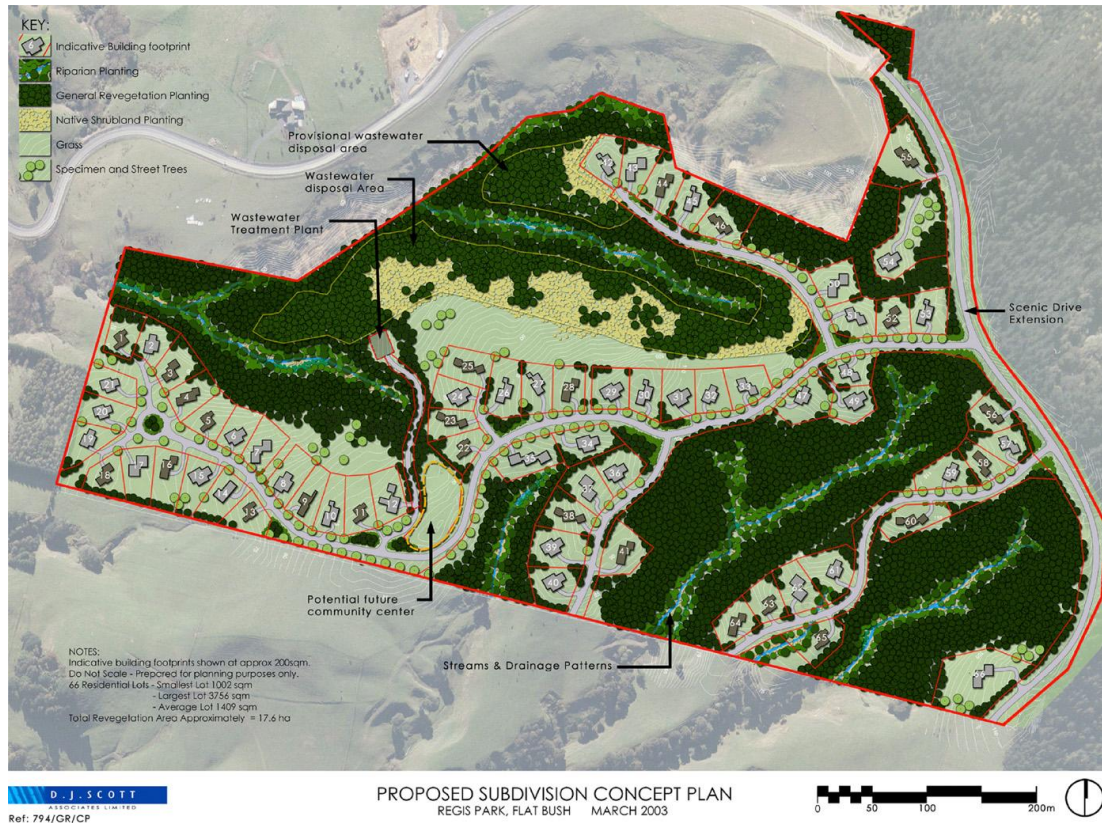 KEY:
Indicative Building footprint
Riparian Planting
General Revegetation Planting
Native Shrubland Planting
Grass
Specimen and Street Trees
Provisional wastewater
disposal area
Wastewater
disposal Area
Wastewater
Treatment Plant
Scenic Drive
Extension
Potential future
community center
Streams & Drainage Patterns
NOTES:
Indicative building footprints shown at approx 200sqm.
Do Not Scale - Prepared for planning purposes only.
66 Residential Lots - Smallest Lot 1002 sqm
- Largest Lot 3756 sqm
- Average Lot 1409 sqm
Total Revegetation Area Approximately = 17.6 ha
D.J.SCOTT
ASSOCIATES LIMITED
Ref: 794/GR/CP
PROPOSED SUBDIVISION CONCEPT PLAN
REGIS PARK, FLAT BUSH MARCH 2003
0 50 100 200m